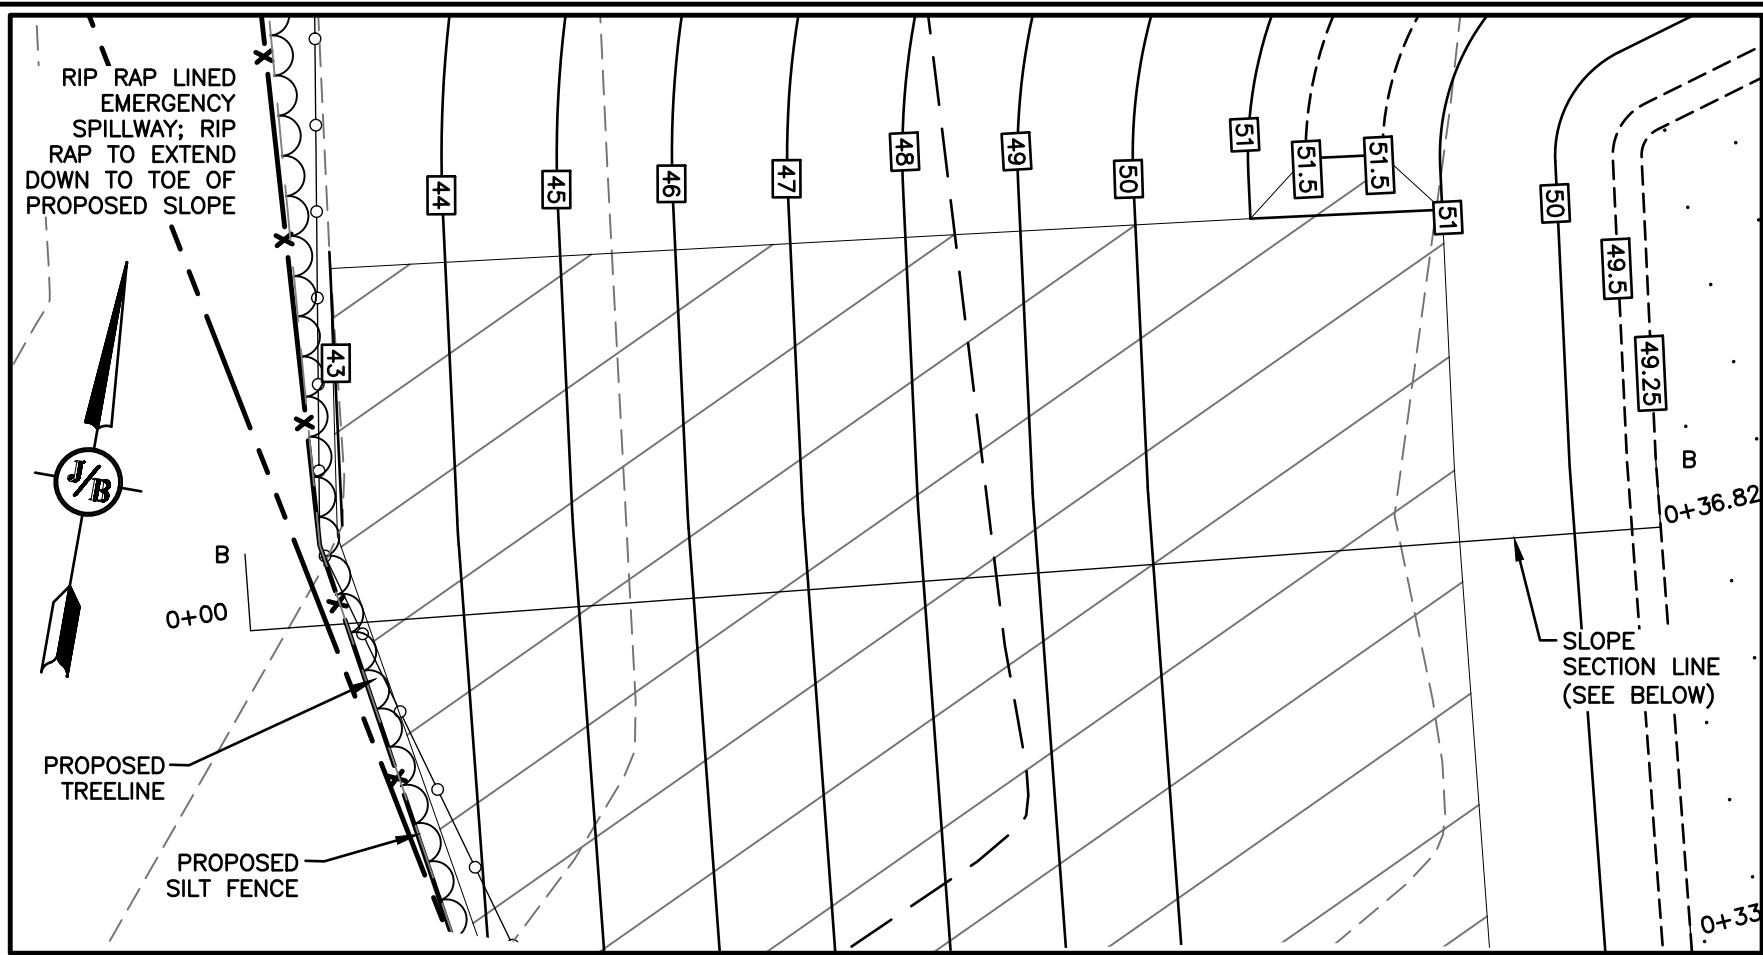 RIP RAP LINED
EMERGENCY
SPILLWAY; RIP
RAP TO EXTEND
DOWN TO TOE OF
PROPOSED SLOPE
44
45
46
47
48
49
50
51
51.5
51.5
51
50
49.5
49.25
43
J/B
B
0+36.82
B
0+00
SLOPE
SECTION LINE
(SEE BELOW)
PROPOSED
TREELINE
PROPOSED
SILT FENCE
0+33